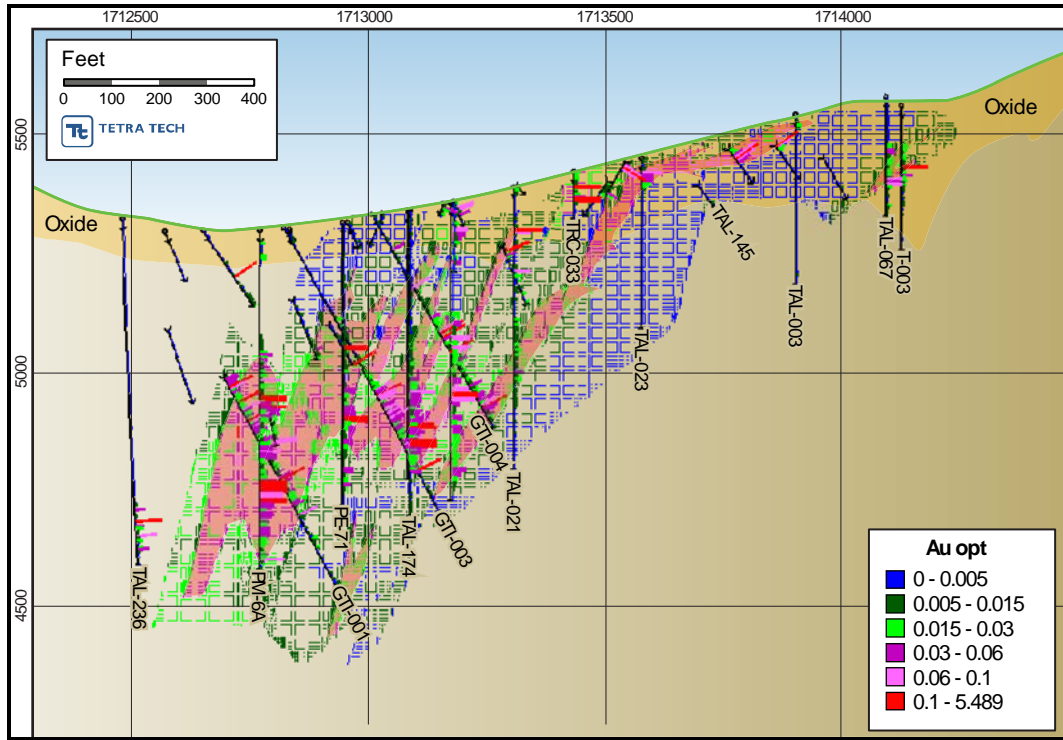 1712500 1713000 1713500 1714000
Feet
0 100 200 300 400
Tt TETRA TECH
5500
5000
4500
Oxide
Oxide
TAL-236
PM-6A
GTI-001
PE-71
TAL-174
GTI-003
GTI-004
TAL-021
TRC-033
TAL-023
TAL-145
TAL-003
TAL-067
T-003
Au opt
0 - 0.005
0.005 - 0.015
0.015 - 0.03
0.03 - 0.06
0.06 - 0.1
0.1 - 5.489